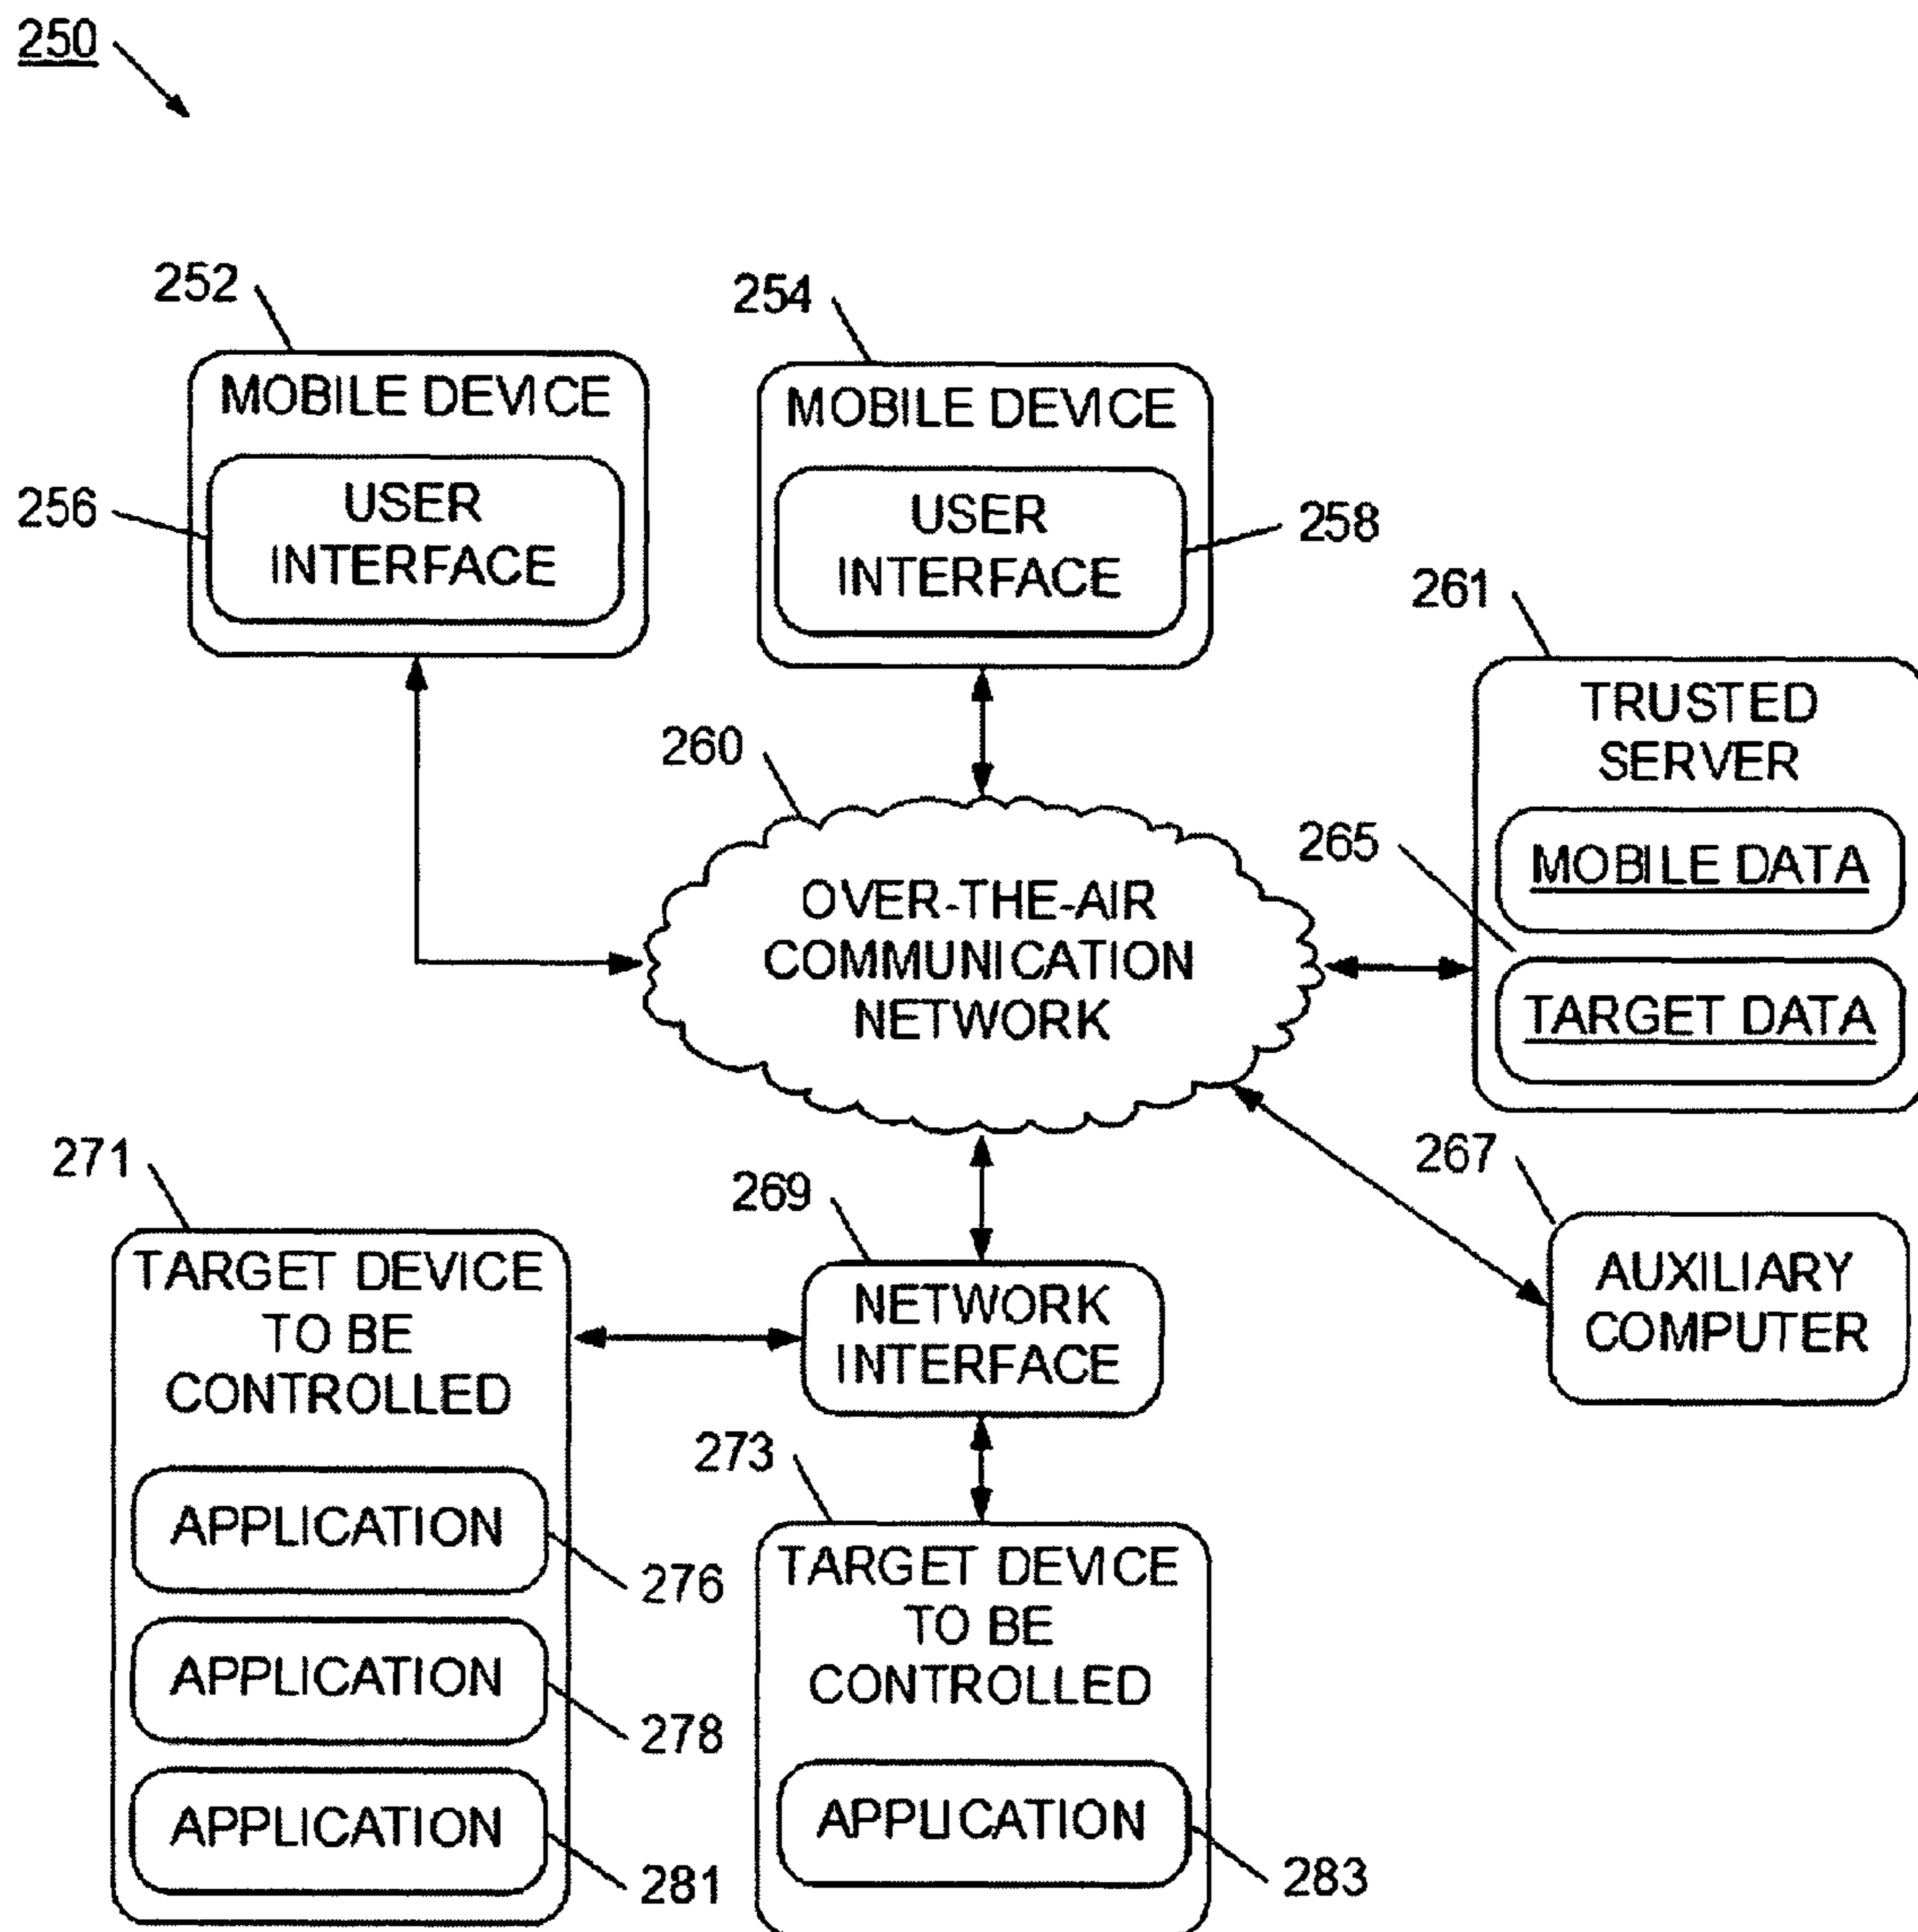 250
252
254
MOBILE DEVICE
USER
INTERFACE
256
MOBILE DEVICE
USER
INTERFACE
258
261
TRUSTED
SERVER
MOBILE DATA
265
TARGET DATA
260
OVER-THE-AIR
COMMUNICATION
NETWORK
267
AUXILIARY
COMPUTER
269
NETWORK
INTERFACE
271
TARGET DEVICE
TO BE
CONTROLLED
APPLICATION
276
APPLICATION
278
APPLICATION
281
273
TARGET DEVICE
TO BE
CONTROLLED
APPLICATION
283